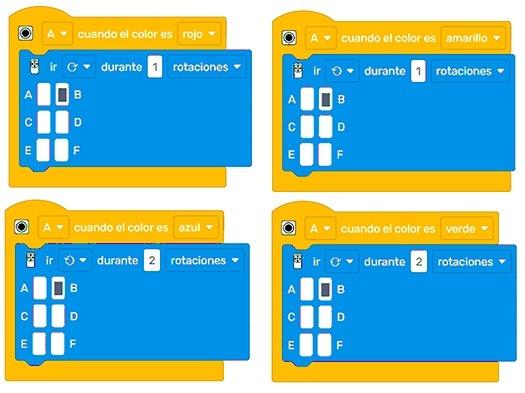 A cuando el color es rojo
ir durante 1 rotaciones
A B
C D
E F
A cuando el color es amarillo
ir durante 1 rotaciones
A B
C D
E F
A cuando el color es azul
ir durante 2 rotaciones
A B
C D
E F
A cuando el color es verde
ir durante 2 rotaciones
A B
C D
E F